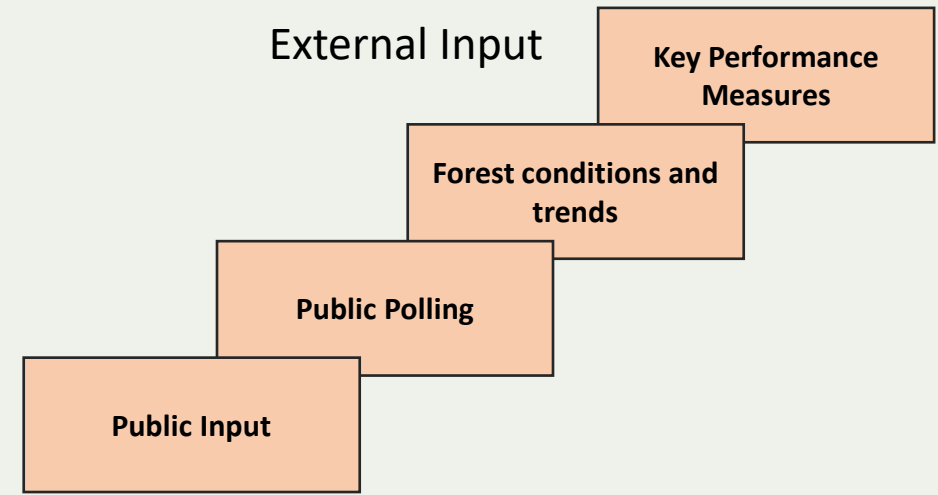 External Input
Key Performance
Measures
Forest conditions and
trends
Public Polling
Public Input